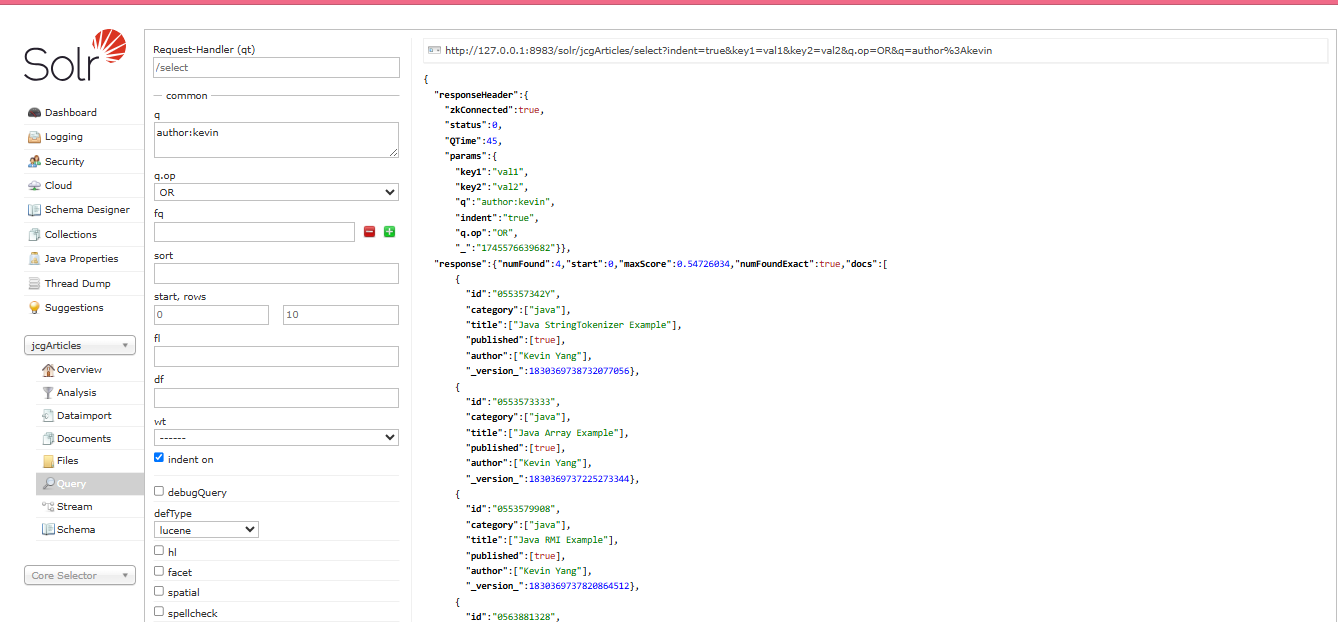 Solr
Dashboard
Logging
Security
Cloud
Schema Designer
Collections
Java Properties
Thread Dump
Suggestions
jcgArticles
Overview
Analysis
Dataimport
Documents
Files
Query
Stream
Schema
Core Selector
Request-Handler (qt)
/select
common
q
author:kevin
q.op
OR
fq
sort
start, rows
0 10
fl
df
wt
------
indent on
debugQuery
defType
lucene
hl
facet
spatial
spellcheck
http://127.0.0.1:8983/solr/jcgArticles/select?indent=true&key1=val1&key2=val2&q.op=OR&q=author%3Akevin
{
"responseHeader":{
"zkConnected":true,
"status":0,
"QTime":45,
"params":{
"key1":"val1",
"key2":"val2",
"q":"author:kevin",
"indent":"true",
"q.op":"OR",
"_":"1745576639682"}},
"response":{"numFound":4,"start":0,"maxScore":0.54726034,"numFoundExact":true,"docs":[
{
"id":"055357342Y",
"category":["java"],
"title":["Java StringTokenizer Example"],
"published":[true],
"author":["Kevin Yang"],
"_version_":1830369738732077056},
{
"id":"0553573333",
"category":["java"],
"title":["Java Array Example"],
"published":[true],
"author":["Kevin Yang"],
"_version_":1830369737225273344},
{
"id":"0553579908",
"category":["java"],
"title":["Java RMI Example"],
"published":[true],
"author":["Kevin Yang"],
"_version_":1830369737820864512},
{
"id":"0563881328",